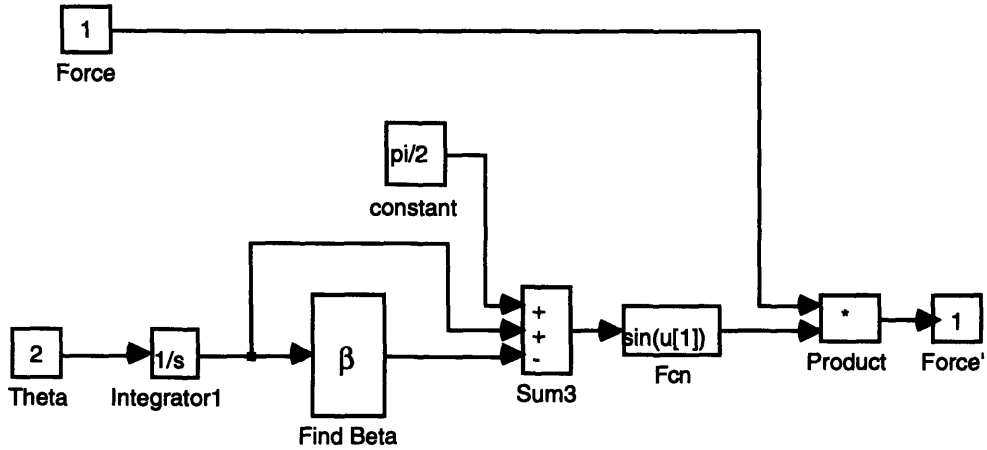 1
Force
pi/2
constant
2
Theta
1/s
Integrator1
β
Find Beta
+
+
-
Sum3
sin(u[1])
Fcn
*
Product
1
Force'